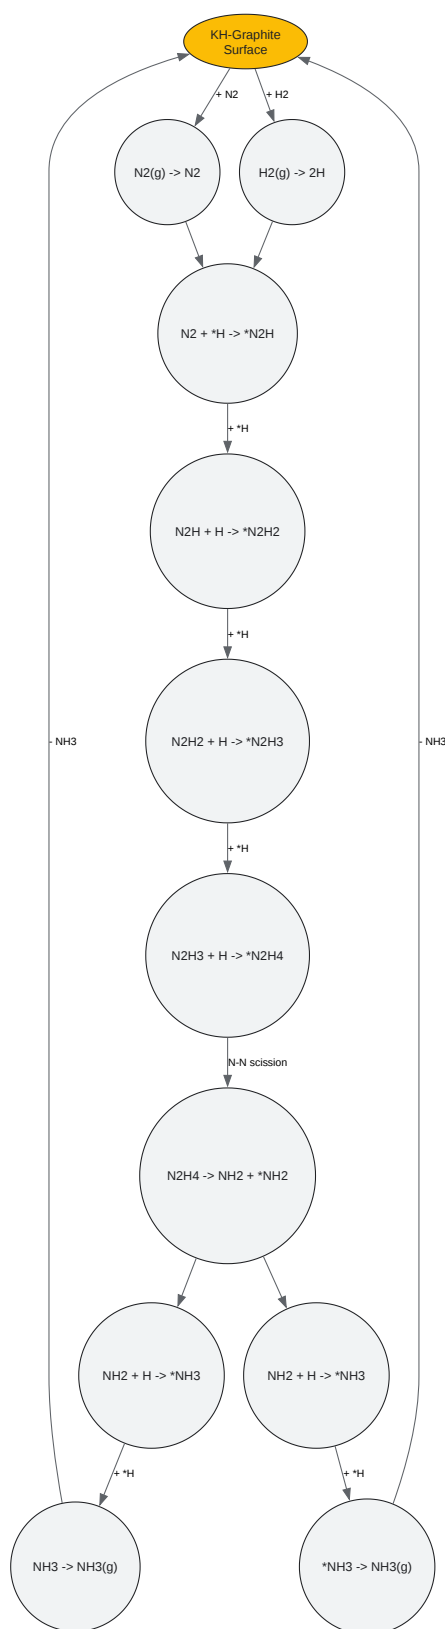 KH-Graphite
Surface
+ N2
+ H2
N2(g) -> N2
H2(g) -> 2H
N2 + *H -> *N2H
+ *H
N2H + H -> *N2H2
+ *H
N2H2 + H -> *N2H3
- NH3
- NH3
+ *H
N2H3 + H -> *N2H4
N-N scission
N2H4 -> NH2 + *NH2
NH2 + H -> *NH3
NH2 + H -> *NH3
+ *H
+ *H
NH3 -> NH3(g)
*NH3 -> NH3(g)